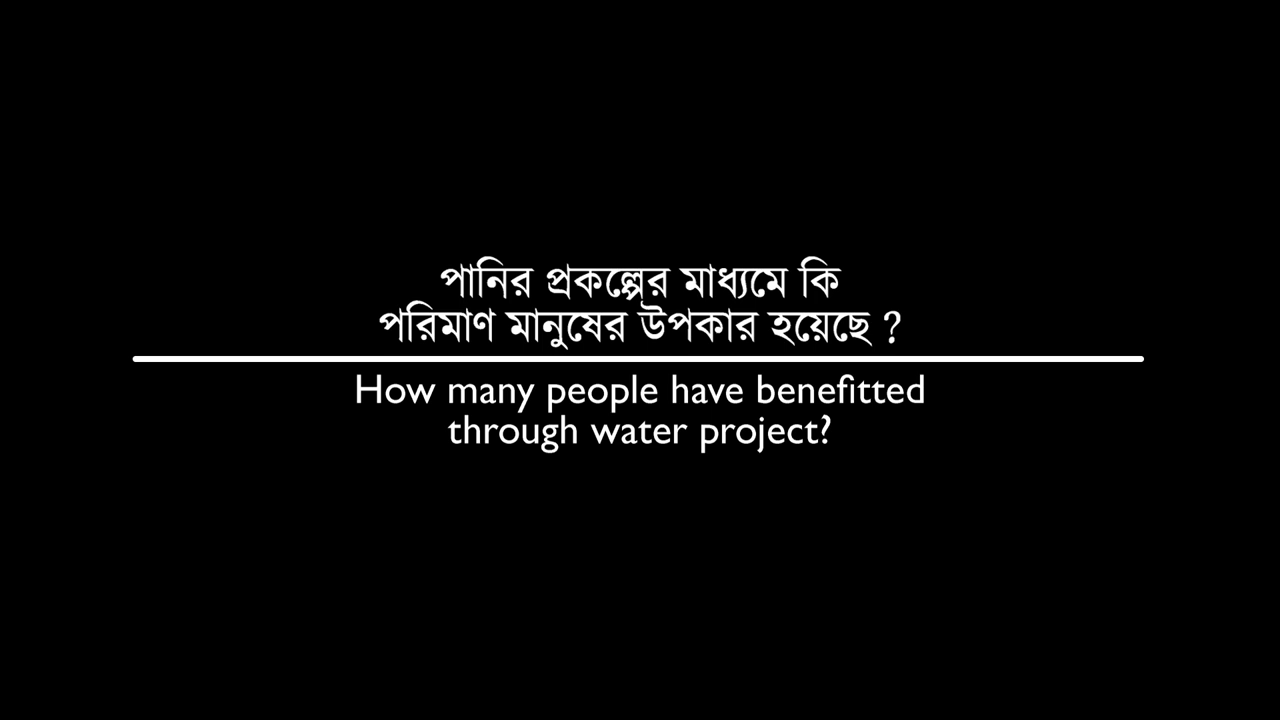 পানির প্রকল্পের মাধ্যমে কি
পরিমাণ মানুষের উপকার হয়েছে ?
How many people have benefitted
through water project?